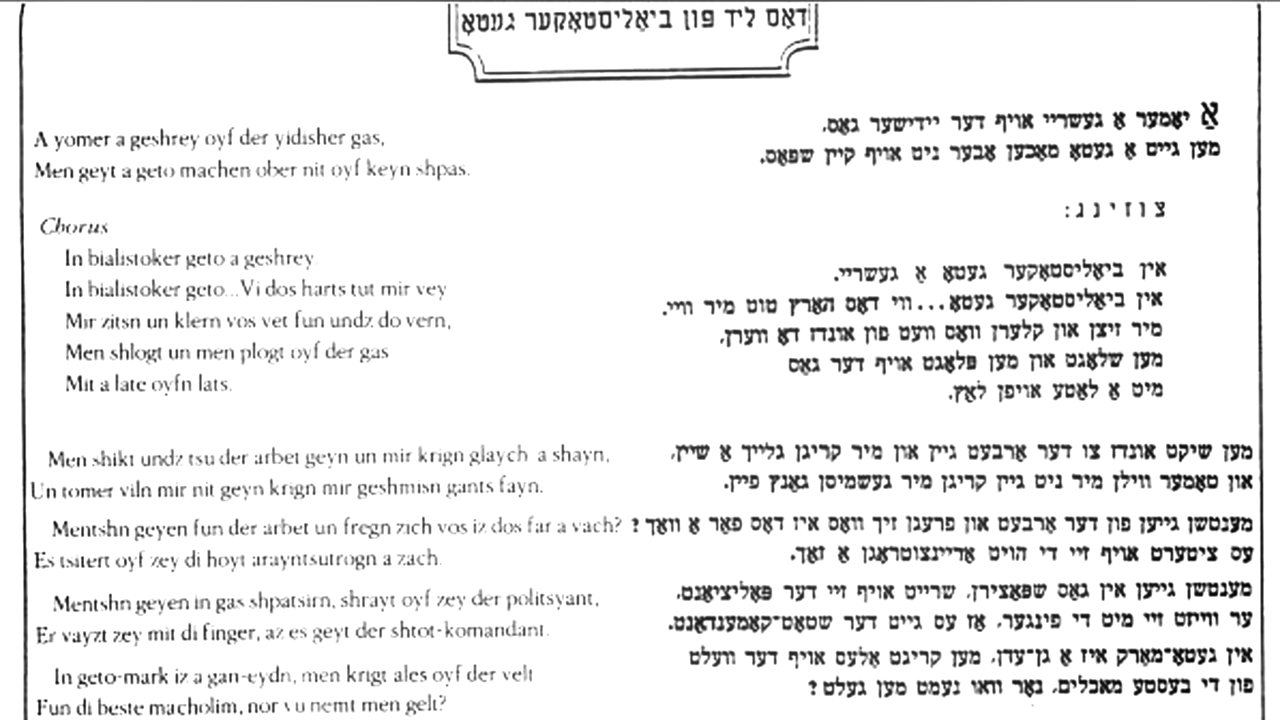 דאָס ליד פון ביאַליסטאָקער געטאָ
A yomer a geshrey oyf der yidisher gas,
Men geyt a geto machen ober nit oyf keyn shpas.
Chorus
In bialistoker geto a geshrey.
In bialistoker geto...Vi dos harts tut mir vey
Mir zitsn un klern vos vet fun undz do vern,
Men shlogt un men plogt oyf der gas
Mit a late oyfn lats.
Men shikt undz tsu der arbet geyn un mir krign glaych a shayn,
Un tomer viln mir nit geyn krign mir geshmisn gants fayn.
Mentshn geyen fun der arbet un fregn zich vos iz dos far a vach?
Es tsitert oyf zey di hoyt arayntsutrogn a zach.
Mentshn geyen in gas shpatsirn, shrayt oyf zey der politsyant,
Er vayzt zey mit di finger, az es geyt der shtot-komandant.
In geto-mark iz a gan-eydn, men krigt ales oyf der velt
Fun di beste macholim, nor vu nemt men gelt?
אַ יאָמער אַ געשריי אויף דער יידישער גאַס,
מען גייט אַ געטאָ מאַכען אָבער ניט אויף קיין שפּאַס.
צוזינג:
אין ביאַליסטאָקער געטאָ אַ געשריי.
אין ביאַליסטאָקער געטאָ...ווי דאָס האַרץ טוט מיר וויי.
מיר זיצן און קלערן וואָס וועט פון אונדז דאָ ווערן,
מען שלאָגט און מען פּלאָגט אויף דער גאַס
מיט אַ לאַטע אויפן לאַץ.
מען שיקט אונדז צו דער אַרבעט גיין און מיר קריגן גלייך אַ שיין,
און טאָמער ווילן מיר ניט גיין קריגן מיר געשמיסן גאַנץ פיין.
מענטשן גייען פון דער אַרבעט און פרעגן זיך וואָס איז דאָס פאַר אַ וואַך?
עס ציטערט אויף זיי די הויט אַריינצוטראָגן אַ זאַך.
מענטשן גייען אין גאַס שפּאַצירן, שרייט אויף זיי דער פּאָליציאַנט,
ער ווייזט זיי מיט די פינגער, אַז עס גייט דער שטאָט־קאָמענדאַנט.
אין געטאָ־מאַרק איז אַ גן־עדן, מען קריגט אַלעס אויף דער וועלט
פון די בעסטע מאכלים, נאָר וואו נעמט מען געלט?